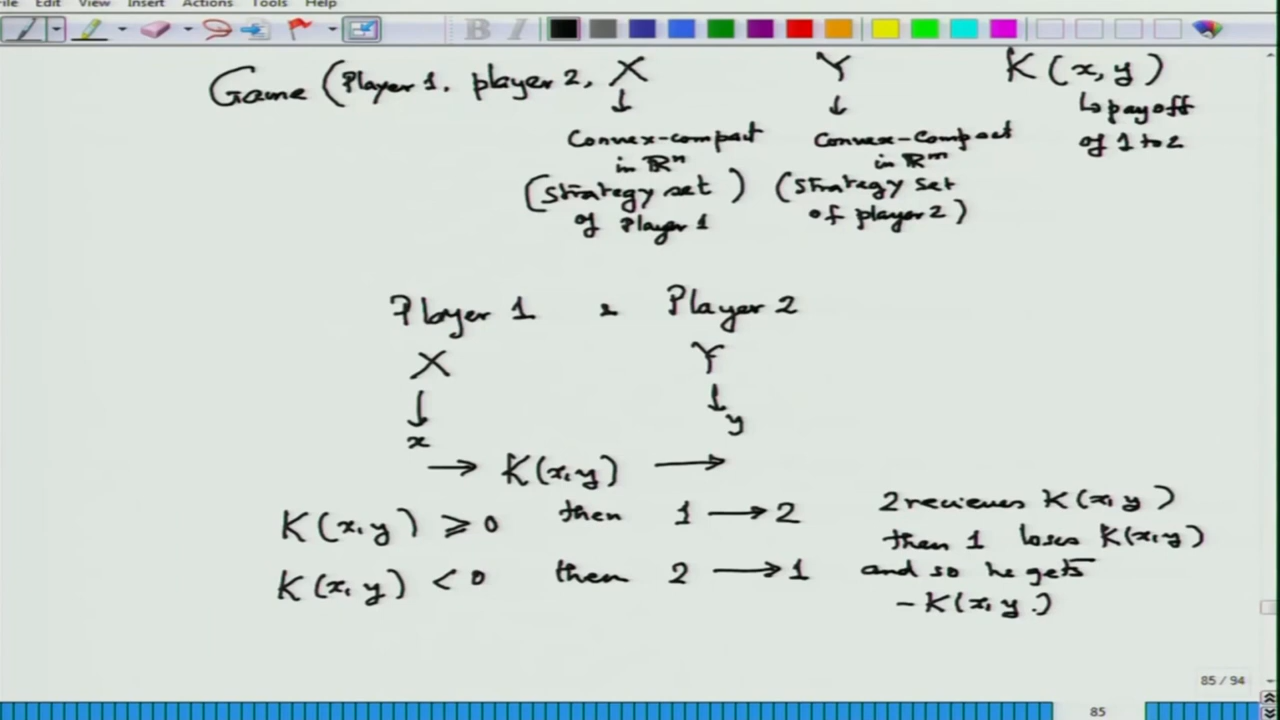 File Edit View Insert Actions Tools Help
B I
Game (Player 1, player 2, X Y K(x, y)
↓ ↓ ↳ payoff
Convex-compact Convex-Compact of 1 to 2
in ℝⁿ in ℝᵐ
(Strategy set) (Strategy set
of Player 1 of player 2)
Player 1 & Player 2
X Y
↓ ↓
x y
→ K(x, y) →
K(x, y) ⩾ 0 then 1 → 2 2 recieves K(x, y)
then 1 loses K(x, y)
K(x, y) < 0 then 2 → 1 and so he gets
- K(x, y.)
85 / 94
85